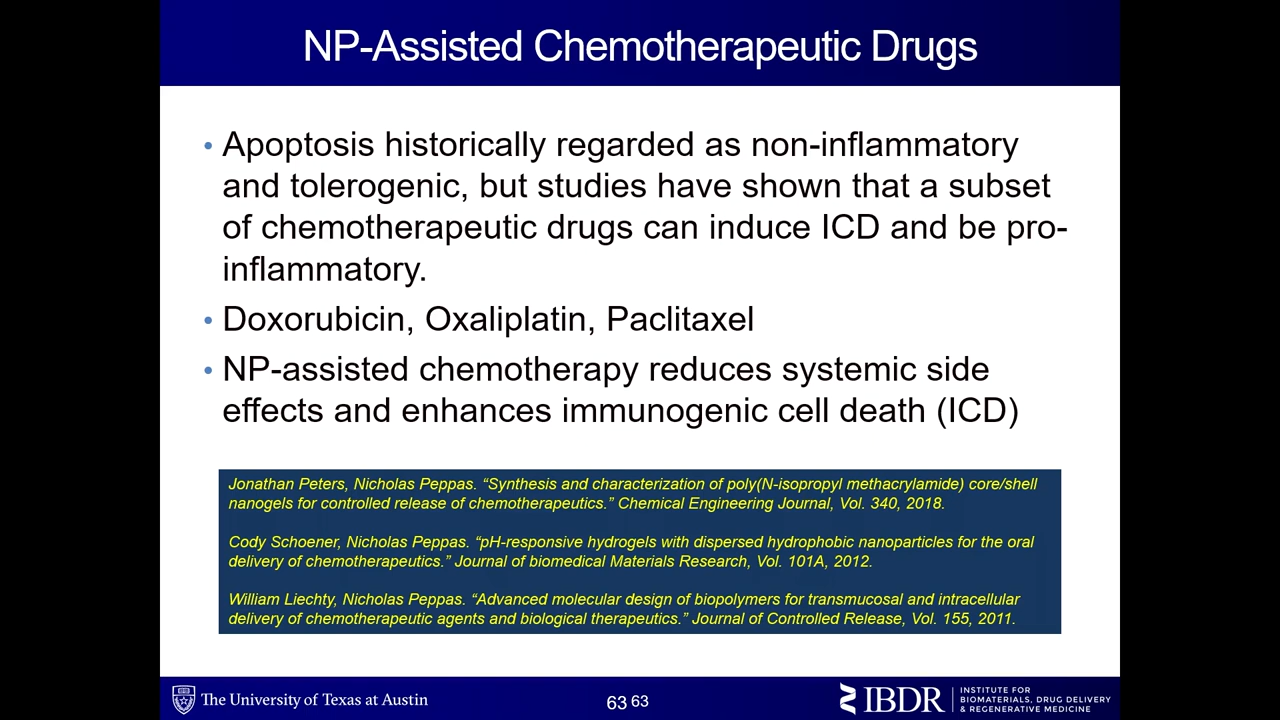 NP-Assisted Chemotherapeutic Drugs
• Apoptosis historically regarded as non-inflammatory
and tolerogenic, but studies have shown that a subset
of chemotherapeutic drugs can induce ICD and be pro-
inflammatory.
• Doxorubicin, Oxaliplatin, Paclitaxel
• NP-assisted chemotherapy reduces systemic side
effects and enhances immunogenic cell death (ICD)
Jonathan Peters, Nicholas Peppas. “Synthesis and characterization of poly(N-isopropyl methacrylamide) core/shell
nanogels for controlled release of chemotherapeutics.” Chemical Engineering Journal, Vol. 340, 2018.
Cody Schoener, Nicholas Peppas. “pH-responsive hydrogels with dispersed hydrophobic nanoparticles for the oral
delivery of chemotherapeutics.” Journal of biomedical Materials Research, Vol. 101A, 2012.
William Liechty, Nicholas Peppas. “Advanced molecular design of biopolymers for transmucosal and intracellular
delivery of chemotherapeutic agents and biological therapeutics.” Journal of Controlled Release, Vol. 155, 2011.
The University of Texas at Austin
63 63
IBDR
INSTITUTE FOR
BIOMATERIALS, DRUG DELIVERY
& REGENERATIVE MEDICINE